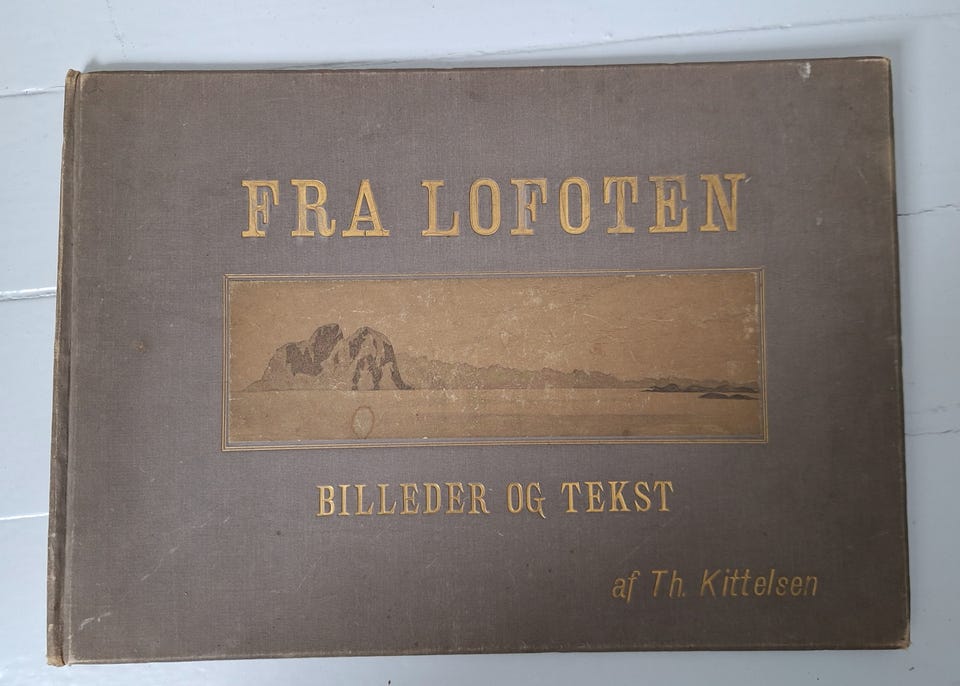 FRA LOFOTEN
BILLEDER OG TEKST
af Th. Kittelsen